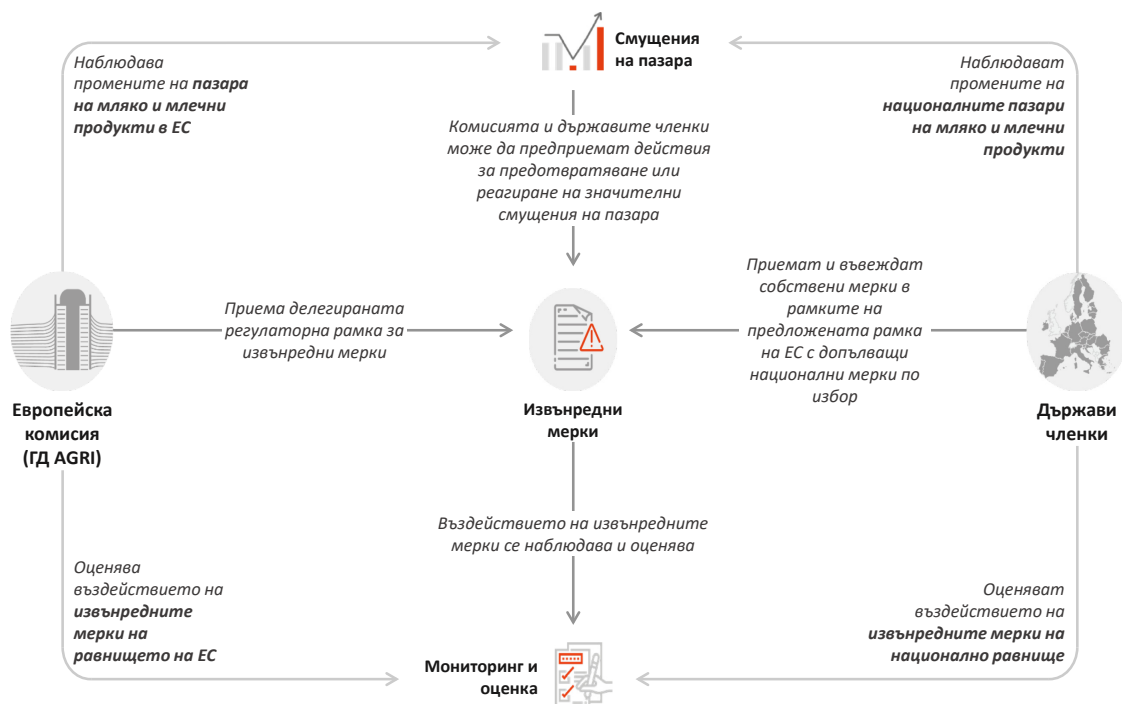 Смущения
на пазара
Наблюдава
промените на пазара
на мляко и млечни
продукти в ЕС
Наблюдават
промените на
националните пазари
на мляко и млечни
продукти
Комисията и държавите членки
може да предприемат действия
за предотвратяване или
реагиране на значителни
смущения на пазара
Приема делегираната
регулаторна рамка за
извънредни мерки
Приемат и въвеждат
собствени мерки в
рамките на
предложената рамка
на ЕС с допълващи
национални мерки по
избор
Европейска
комисия
(ГД AGRI)
Извънредни
мерки
Държави
членки
Въздействието на извънредните
мерки се наблюдава и оценява
Оценява
въздействието на
извънредните
мерки на
равнището на ЕС
Оценяват
въздействието на
извънредните мерки на
национално равнище
Мониторинг и
оценка